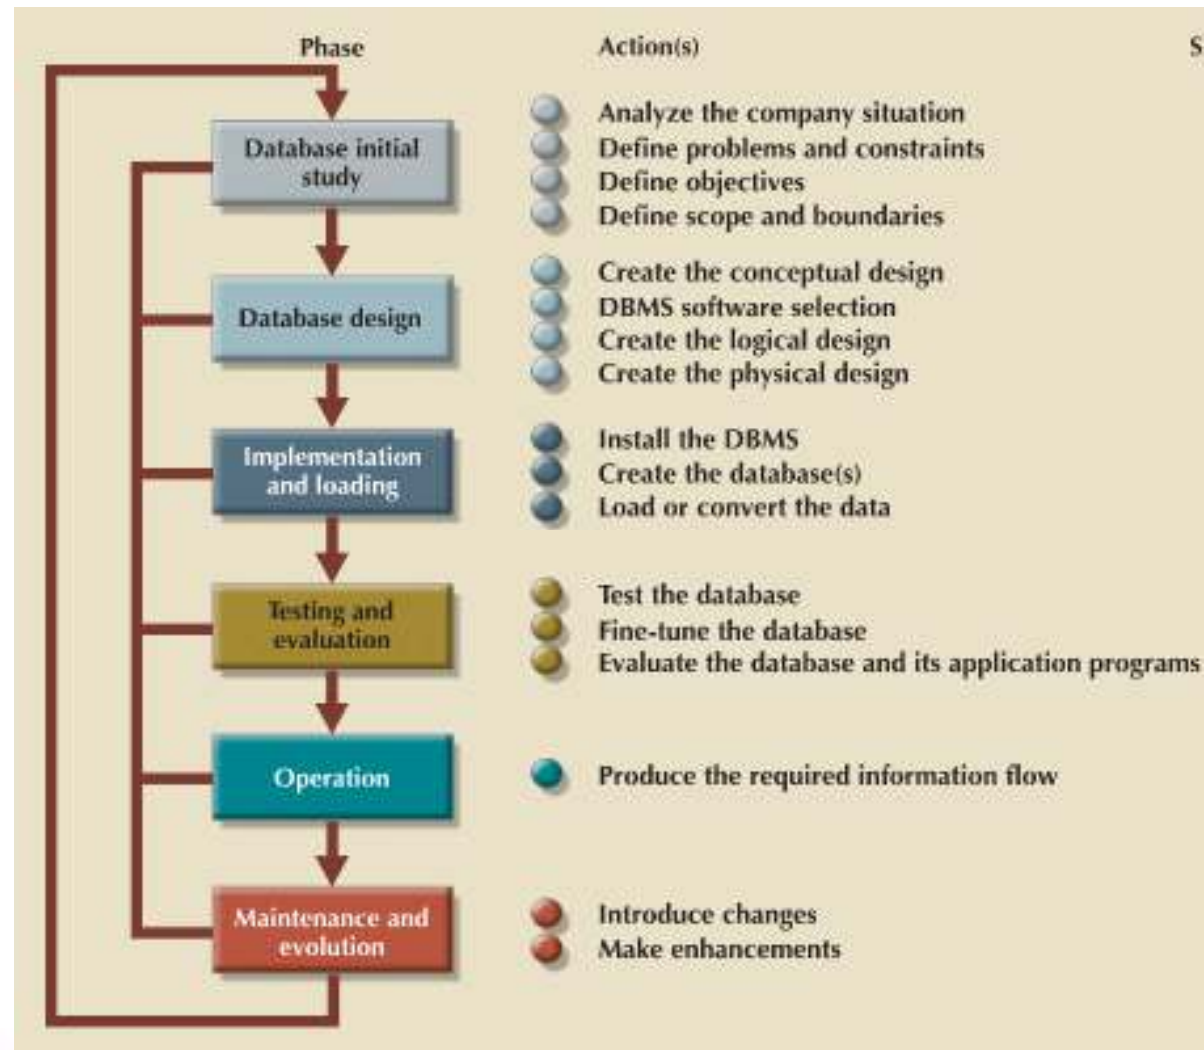 Phase
Action(s)
S
Database initial
study
Analyze the company situation
Define problems and constraints
Define objectives
Define scope and boundaries
Database design
Create the conceptual design
DBMS software selection
Create the logical design
Create the physical design
Implementation
and loading
Install the DBMS
Create the database(s)
Load or convert the data
Testing and
evaluation
Test the database
Fine-tune the database
Evaluate the database and its application programs
Operation
Produce the required information flow
Maintenance and
evolution
Introduce changes
Make enhancements